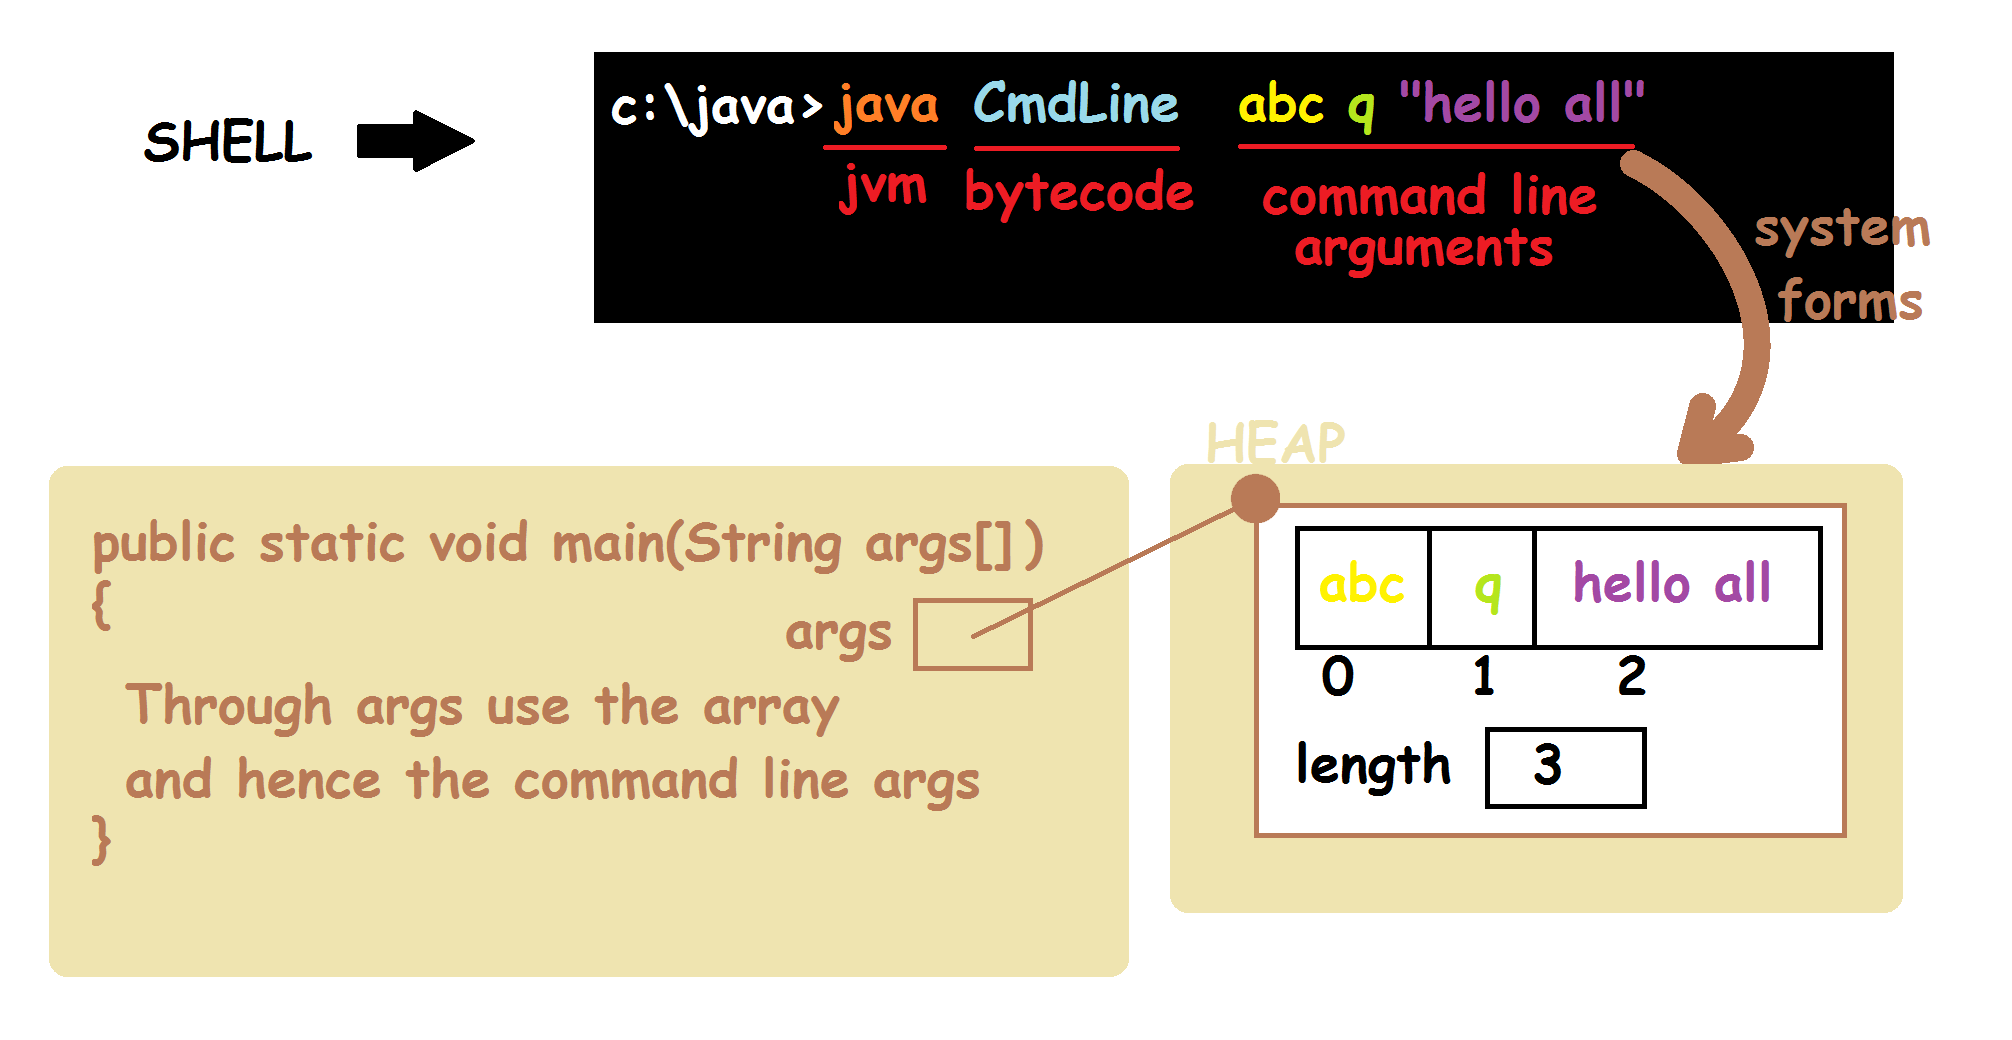 SHELL
c:\java> java CmdLine abc q "hello all"
jvm bytecode command line
arguments
system
forms
HEAP
public static void main(String args[])
{
args
Through args use the array
and hence the command line args
}
abc q hello all
0 1 2
length 3